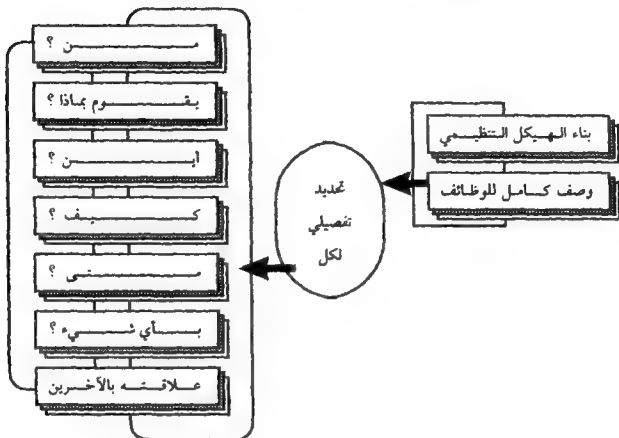 بناء الهيكل التنظيمي
وصف كامل للوظائف
تحديد
تفصيلي
لكل
من ؟
يقوم بماذا ؟
أين ؟
كيف ؟
متى ؟
بأي شيء ؟
علاقته بالآخرين